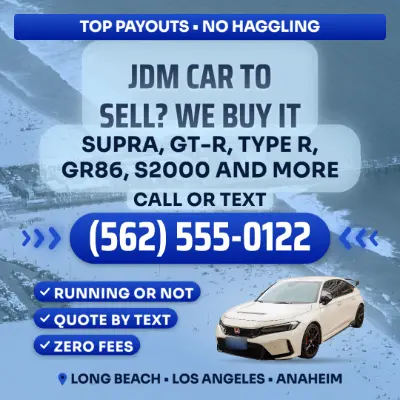 TOP PAYOUTS • NO HAGGLING
JDM CAR TO
SELL? WE BUY IT
SUPRA, GT-R, TYPE R,
GR86, S2000 AND MORE
CALL OR TEXT
(562) 555-0122
RUNNING OR NOT
QUOTE BY TEXT
ZERO FEES
LONG BEACH • LOS ANGELES • ANAHEIM